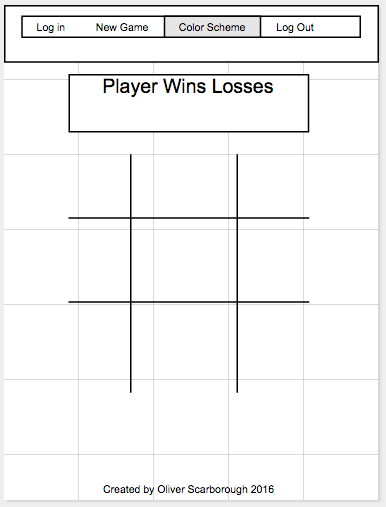 Log in New Game Color Scheme Log Out
Player Wins Losses
Created by Oliver Scarborough 2016